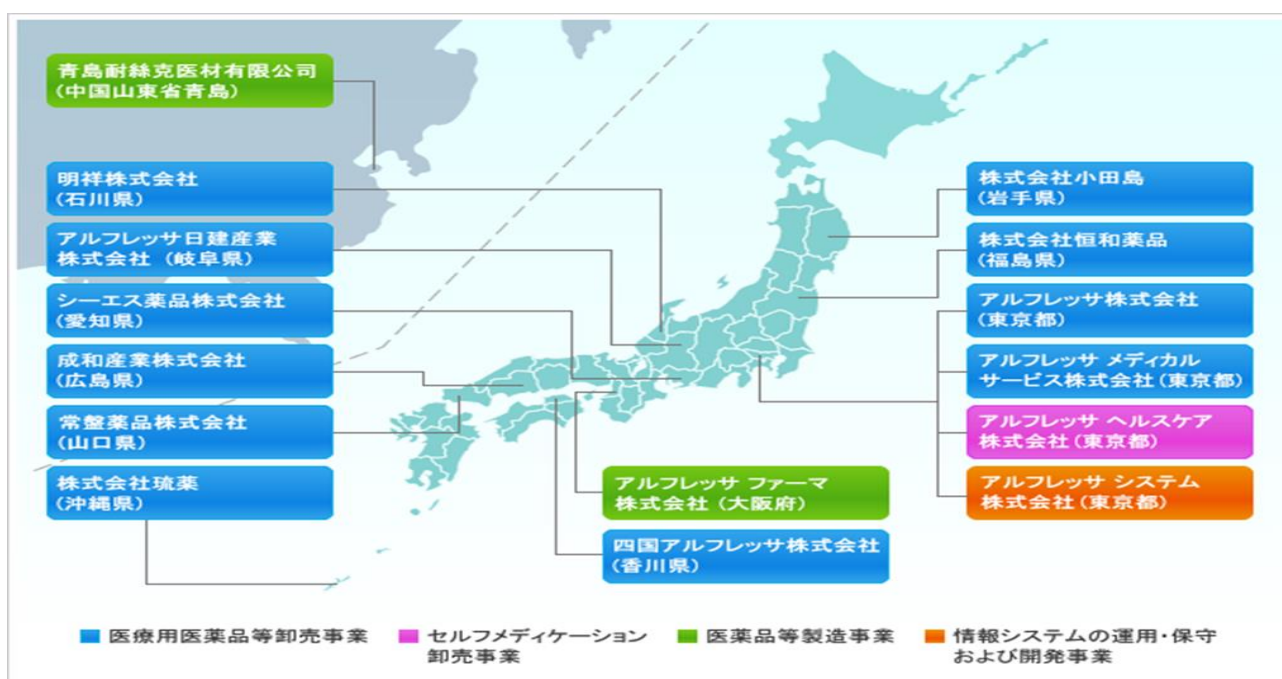 青島耐絲克医材有限公司
(中国山東省青島)
明祥株式会社
(石川県)
アルフレッサ日建産業
株式会社 (岐阜県)
シーエス薬品株式会社
(愛知県)
成和産業株式会社
(広島県)
常盤薬品株式会社
(山口県)
株式会社琉薬
(沖縄県)
株式会社小田島
(岩手県)
株式会社恒和薬品
(福島県)
アルフレッサ株式会社
(東京都)
アルフレッサ メディカル
サービス株式会社(東京都)
アルフレッサ ヘルスケア
株式会社(東京都)
アルフレッサ システム
株式会社(東京都)
アルフレッサ ファーマ
株式会社 (大阪府)
四国アルフレッサ株式会社
(香川県)
医療用医薬品等卸売事業
セルフメディケーション
卸売事業
医薬品等製造事業
情報システムの運用・保守
および開発事業